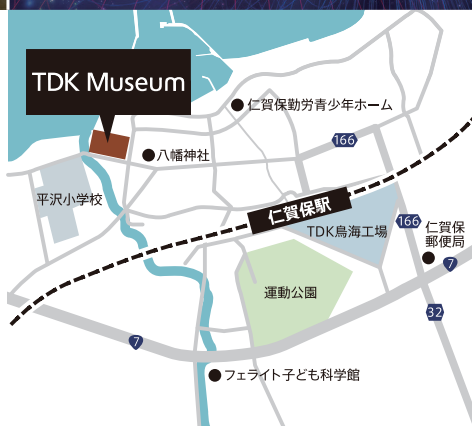 TDK Museum
仁賀保勤労青少年ホーム
166
八幡神社
平沢小学校
仁賀保駅
TDK鳥海工場
166
仁賀保
郵便局
7
運動公園
32
7
フェライト子ども科学館